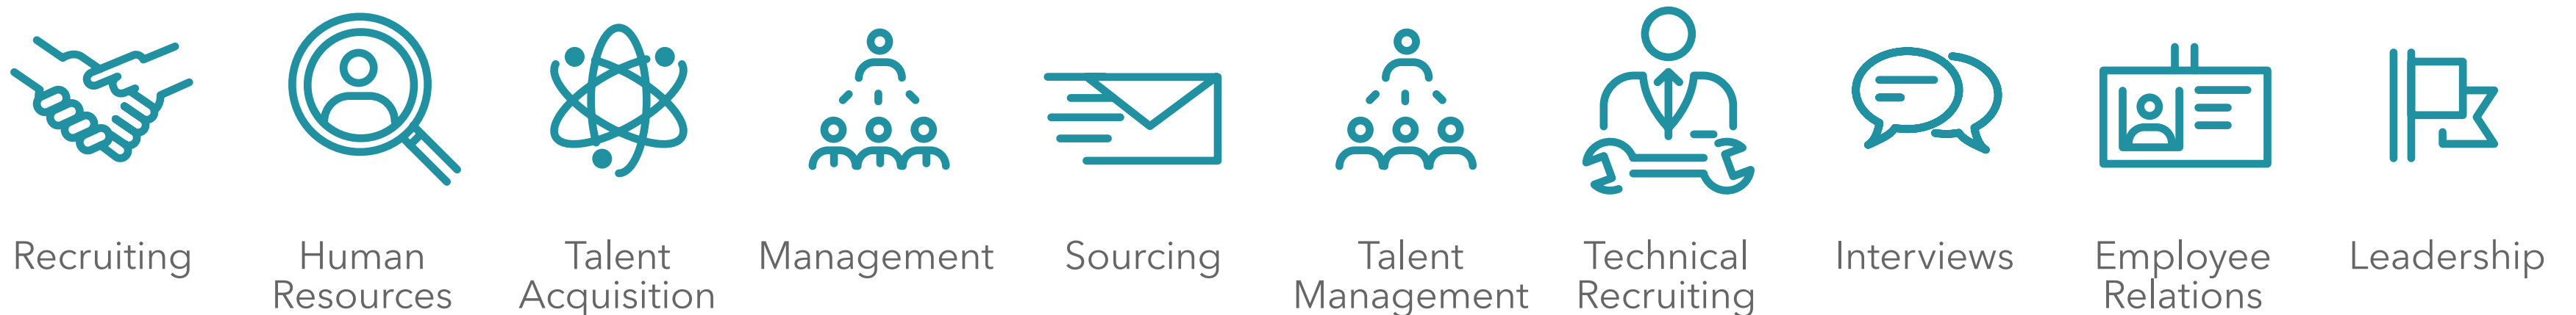 Recruiting
Human
Resources
Talent
Acquisition
Management
Sourcing
Talent
Management
Technical
Recruiting
Interviews
Employee
Relations
Leadership